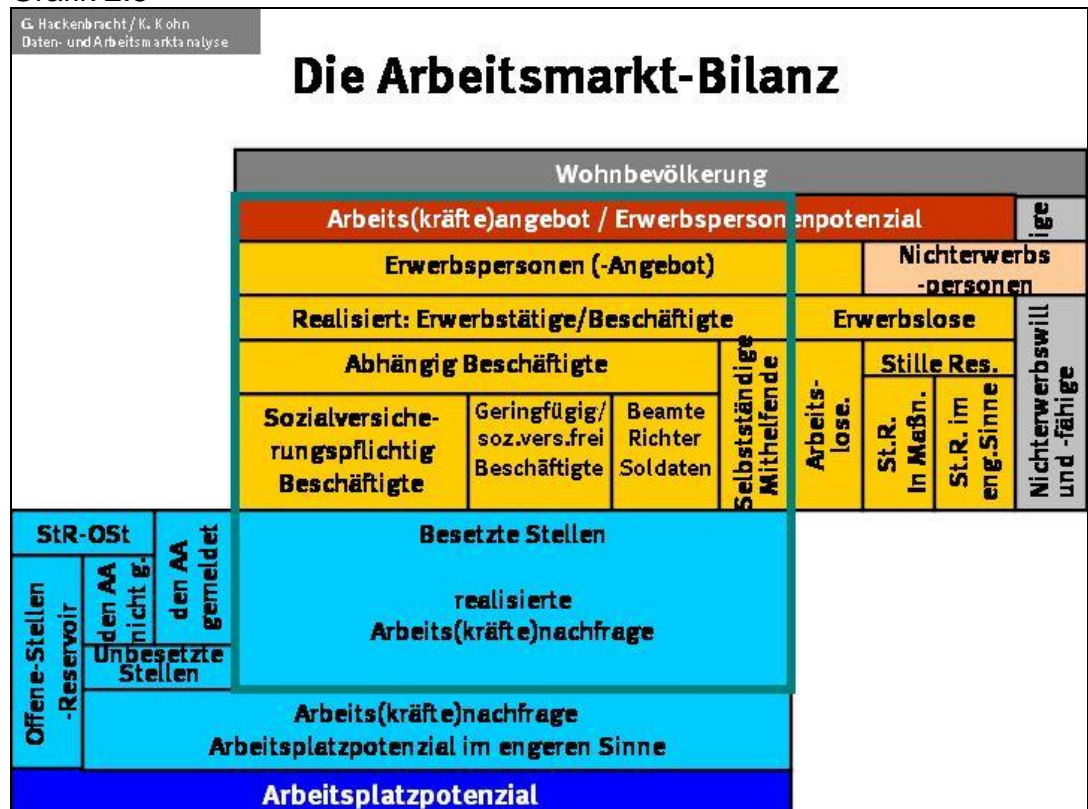 G. Hackenbracht / K. Kohn
Daten- und Arbeitsmarktanalyse
Die Arbeitsmarkt-Bilanz
Wohnbevölkerung
Arbeits(kräfte)angebot / Erwerbspersonenpotenzial
ige
Erwerbspersonen (-Angebot)
Nichterwerbs
-personen
Realisiert: Erwerbstätige/Beschäftigte
Erwerbslose
Nichterwerbswill
und -fähige
Abhängig Beschäftigte
Selbstständige
Mithelfende
Arbeits-
lose.
Stille Res.
Sozialversiche-
rungspflichtig
Beschäftigte
Geringfügig/
soz.vers.frei
Beschäftigte
Beamte
Richter
Soldaten
St.R.
In Maßn.
St.R. im
eng.Sinne
StR-OSt
den AA
nicht g.
den AA
gemeldet
Besetzte Stellen
realisierte
Arbeits(kräfte)nachfrage
Offene-Stellen
-Reservoir
Unbesetzte
Stellen
Arbeits(kräfte)nachfrage
Arbeitsplatzpotenzial im engeren Sinne
Arbeitsplatzpotenzial